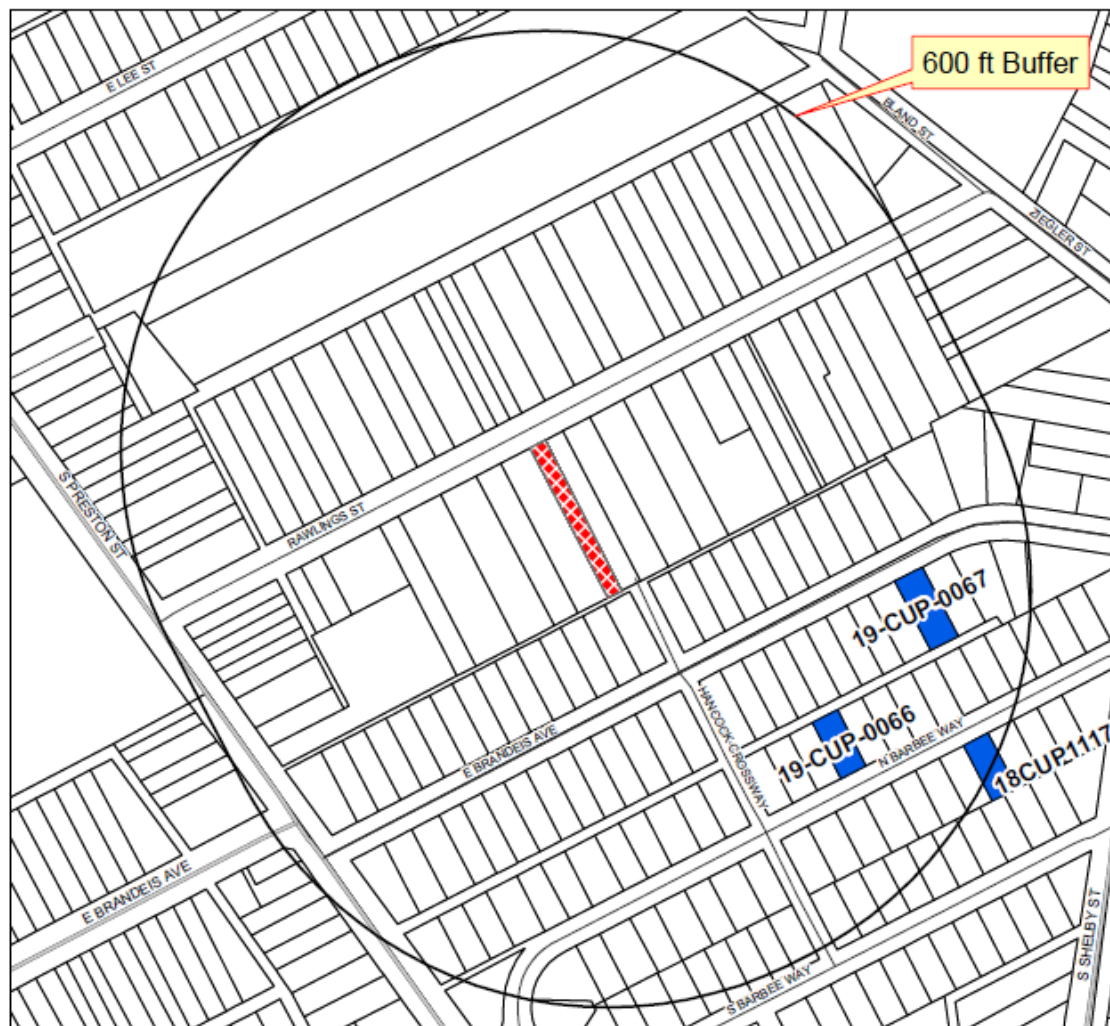 E LEE ST
600 ft Buffer
BLAND ST
ZIEGLER ST
S PRESTON ST
RAWLINGS ST
19-CUP-0067
HANCOCK CROSSWAY
19-CUP-0066
N BARBEE WAY
E BRANDEIS AVE
18CUP1117
E BRANDEIS AVE
S SHELBY ST
S BARBEE WAY